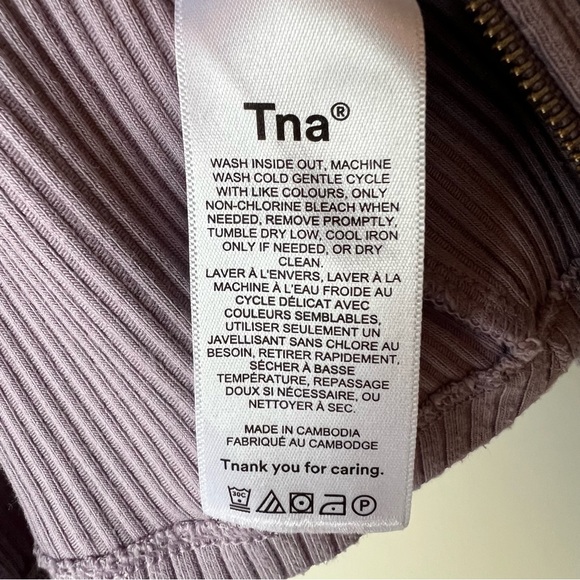 Tna®
WASH INSIDE OUT, MACHINE
WASH COLD GENTLE CYCLE
WITH LIKE COLOURS, ONLY
NON-CHLORINE BLEACH WHEN
NEEDED, REMOVE PROMPTLY,
TUMBLE DRY LOW, COOL IRON
ONLY IF NEEDED, OR DRY
CLEAN.
LAVER À L'ENVERS, LAVER À LA
MACHINE À L'EAU FROIDE AU
CYCLE DÉLICAT AVEC
COULEURS SEMBLABLES,
UTILISER SEULEMENT UN
JAVELLISANT SANS CHLORE AU
BESOIN, RETIRER RAPIDEMENT,
SÉCHER À BASSE
TEMPÉRATURE, REPASSAGE
DOUX SI NÉCESSAIRE, OU
NETTOYER À SEC.
MADE IN CAMBODIA
FABRIQUÉ AU CAMBODGE
Tnank you for caring.
30C P